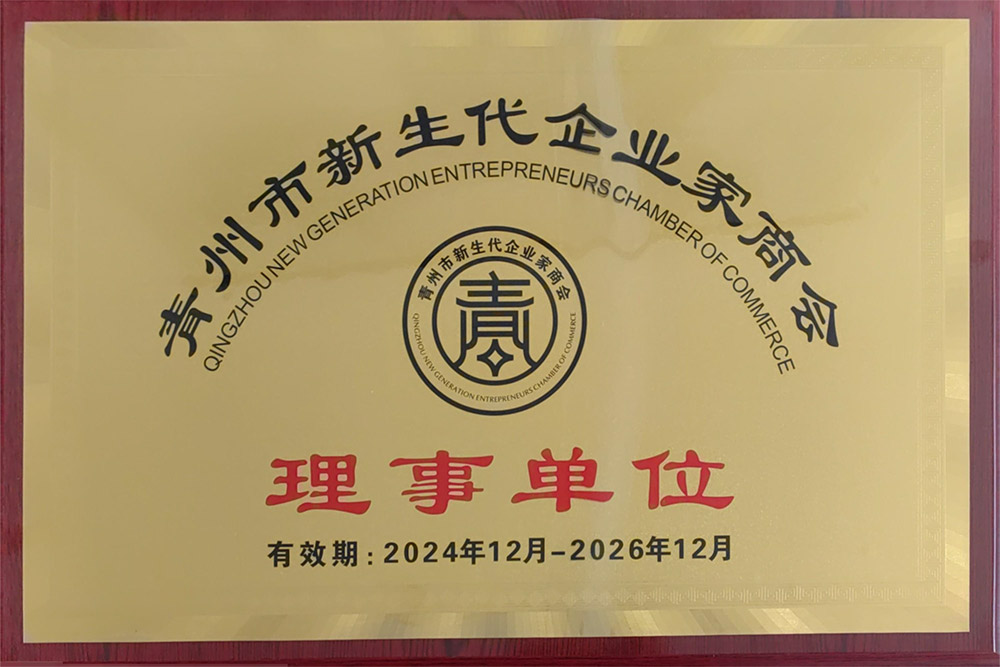 青州市新生代企业家商会
QINGZHOU NEW GENERATION ENTREPRENEURS CHAMBER OF COMMERCE
青州市新生代企业家商会
青
QINGZHOU NEW GENERATION ENTREPRENEURS CHAMBER OF COMMERCE
理事单位
有效期:2024年12月-2026年12月